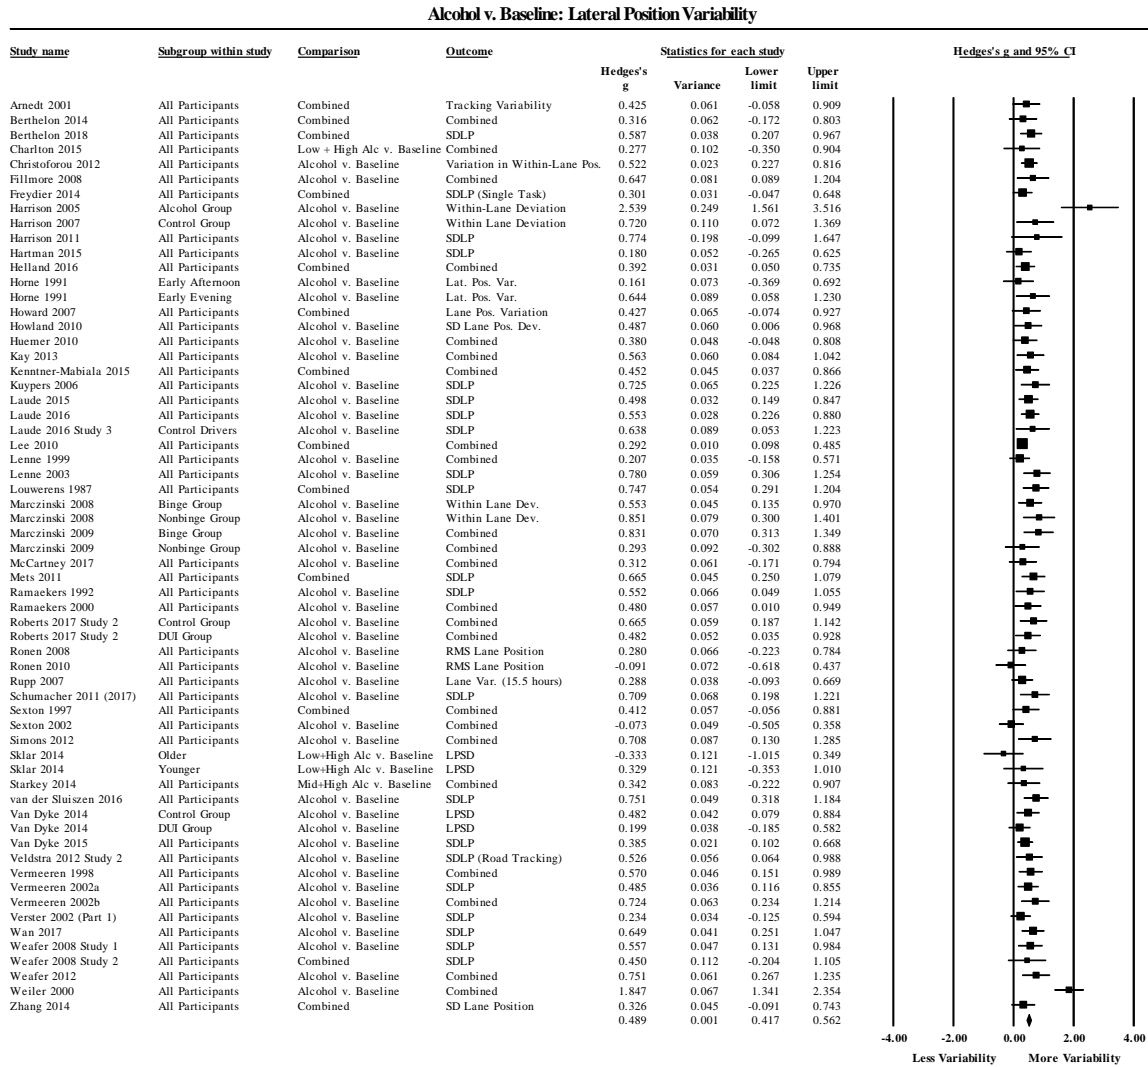 Alcohol v. Baseline: Lateral Position Variability
Study name Subgroup within study Comparison Outcome Statistics for each study Hedges's g and 95% CI
Hedges's Lower Upper
g Variance limit limit
Arnedt 2001 All Participants Combined Tracking Variability 0.425 0.061 -0.058 0.909
Berthelon 2014 All Participants Combined Combined 0.316 0.062 -0.172 0.803
Berthelon 2018 All Participants Combined SDLP 0.587 0.038 0.207 0.967
Charlton 2015 All Participants Low + High Alc v. Baseline Combined 0.277 0.102 -0.350 0.904
Christoforou 2012 All Participants Alcohol v. Baseline Variation in Within-Lane Pos. 0.522 0.023 0.227 0.816
Fillmore 2008 All Participants Alcohol v. Baseline Combined 0.647 0.081 0.089 1.204
Freydier 2014 All Participants Combined SDLP (Single Task) 0.301 0.031 -0.047 0.648
Harrison 2005 Alcohol Group Alcohol v. Baseline Within-Lane Deviation 2.539 0.249 1.561 3.516
Harrison 2007 Control Group Alcohol v. Baseline Within Lane Deviation 0.720 0.110 0.072 1.369
Harrison 2011 All Participants Alcohol v. Baseline SDLP 0.774 0.198 -0.099 1.647
Hartman 2015 All Participants Alcohol v. Baseline SDLP 0.180 0.052 -0.265 0.625
Helland 2016 All Participants Combined Combined 0.392 0.031 0.050 0.735
Horne 1991 Early Afternoon Alcohol v. Baseline Lat. Pos. Var. 0.161 0.073 -0.369 0.692
Horne 1991 Early Evening Alcohol v. Baseline Lat. Pos. Var. 0.644 0.089 0.058 1.230
Howard 2007 All Participants Combined Lane Pos. Variation 0.427 0.065 -0.074 0.927
Howland 2010 All Participants Alcohol v. Baseline SD Lane Pos. Dev. 0.487 0.060 0.006 0.968
Huemer 2010 All Participants Alcohol v. Baseline Combined 0.380 0.048 -0.048 0.808
Kay 2013 All Participants Alcohol v. Baseline Combined 0.563 0.060 0.084 1.042
Kenntner-Mabiala 2015 All Participants Combined Combined 0.452 0.045 0.037 0.866
Kuypers 2006 All Participants Alcohol v. Baseline SDLP 0.725 0.065 0.225 1.226
Laude 2015 All Participants Alcohol v. Baseline SDLP 0.498 0.032 0.149 0.847
Laude 2016 All Participants Alcohol v. Baseline SDLP 0.553 0.028 0.226 0.880
Laude 2016 Study 3 Control Drivers Alcohol v. Baseline SDLP 0.638 0.089 0.053 1.223
Lee 2010 All Participants Combined Combined 0.292 0.010 0.098 0.485
Lenne 1999 All Participants Alcohol v. Baseline Combined 0.207 0.035 -0.158 0.571
Lenne 2003 All Participants Alcohol v. Baseline SDLP 0.780 0.059 0.306 1.254
Louwerens 1987 All Participants Combined SDLP 0.747 0.054 0.291 1.204
Marczinski 2008 Binge Group Alcohol v. Baseline Within Lane Dev. 0.553 0.045 0.135 0.970
Marczinski 2008 Nonbinge Group Alcohol v. Baseline Within Lane Dev. 0.851 0.079 0.300 1.401
Marczinski 2009 Binge Group Alcohol v. Baseline Combined 0.831 0.070 0.313 1.349
Marczinski 2009 Nonbinge Group Alcohol v. Baseline Combined 0.293 0.092 -0.302 0.888
McCartney 2017 All Participants Alcohol v. Baseline Combined 0.312 0.061 -0.171 0.794
Mets 2011 All Participants Combined SDLP 0.665 0.045 0.250 1.079
Ramaekers 1992 All Participants Alcohol v. Baseline SDLP 0.552 0.066 0.049 1.055
Ramaekers 2000 All Participants Alcohol v. Baseline Combined 0.480 0.057 0.010 0.949
Roberts 2017 Study 2 Control Group Alcohol v. Baseline Combined 0.665 0.059 0.187 1.142
Roberts 2017 Study 2 DUI Group Alcohol v. Baseline Combined 0.482 0.052 0.035 0.928
Ronen 2008 All Participants Alcohol v. Baseline RMS Lane Position 0.280 0.066 -0.223 0.784
Ronen 2010 All Participants Alcohol v. Baseline RMS Lane Position -0.091 0.072 -0.618 0.437
Rupp 2007 All Participants Alcohol v. Baseline Lane Var. (15.5 hours) 0.288 0.038 -0.093 0.669
Schumacher 2011 (2017) All Participants Alcohol v. Baseline SDLP 0.709 0.068 0.198 1.221
Sexton 1997 All Participants Combined Combined 0.412 0.057 -0.056 0.881
Sexton 2002 All Participants Alcohol v. Baseline Combined -0.073 0.049 -0.505 0.358
Simons 2012 All Participants Alcohol v. Baseline Combined 0.708 0.087 0.130 1.285
Sklar 2014 Older Low+High Alc v. Baseline LPSD -0.333 0.121 -1.015 0.349
Sklar 2014 Younger Low+High Alc v. Baseline LPSD 0.329 0.121 -0.353 1.010
Starkey 2014 All Participants Mid+High Alc v. Baseline Combined 0.342 0.083 -0.222 0.907
van der Sluiszen 2016 All Participants Alcohol v. Baseline SDLP 0.751 0.049 0.318 1.184
Van Dyke 2014 Control Group Alcohol v. Baseline LPSD 0.482 0.042 0.079 0.884
Van Dyke 2014 DUI Group Alcohol v. Baseline LPSD 0.199 0.038 -0.185 0.582
Van Dyke 2015 All Participants Alcohol v. Baseline SDLP 0.385 0.021 0.102 0.668
Veldstra 2012 Study 2 All Participants Alcohol v. Baseline SDLP (Road Tracking) 0.526 0.056 0.064 0.988
Vermeeren 1998 All Participants Alcohol v. Baseline Combined 0.570 0.046 0.151 0.989
Vermeeren 2002a All Participants Alcohol v. Baseline SDLP 0.485 0.036 0.116 0.855
Vermeeren 2002b All Participants Alcohol v. Baseline Combined 0.724 0.063 0.234 1.214
Verster 2002 (Part 1) All Participants Alcohol v. Baseline SDLP 0.234 0.034 -0.125 0.594
Wan 2017 All Participants Alcohol v. Baseline SDLP 0.649 0.041 0.251 1.047
Weafer 2008 Study 1 All Participants Alcohol v. Baseline SDLP 0.557 0.047 0.131 0.984
Weafer 2008 Study 2 All Participants Combined SDLP 0.450 0.112 -0.204 1.105
Weafer 2012 All Participants Alcohol v. Baseline Combined 0.751 0.061 0.267 1.235
Weiler 2000 All Participants Alcohol v. Baseline Combined 1.847 0.067 1.341 2.354
Zhang 2014 All Participants Combined SD Lane Position 0.326 0.045 -0.091 0.743
0.489 0.001 0.417 0.562
-4.00 -2.00 0.00 2.00 4.00
Less Variability More Variability